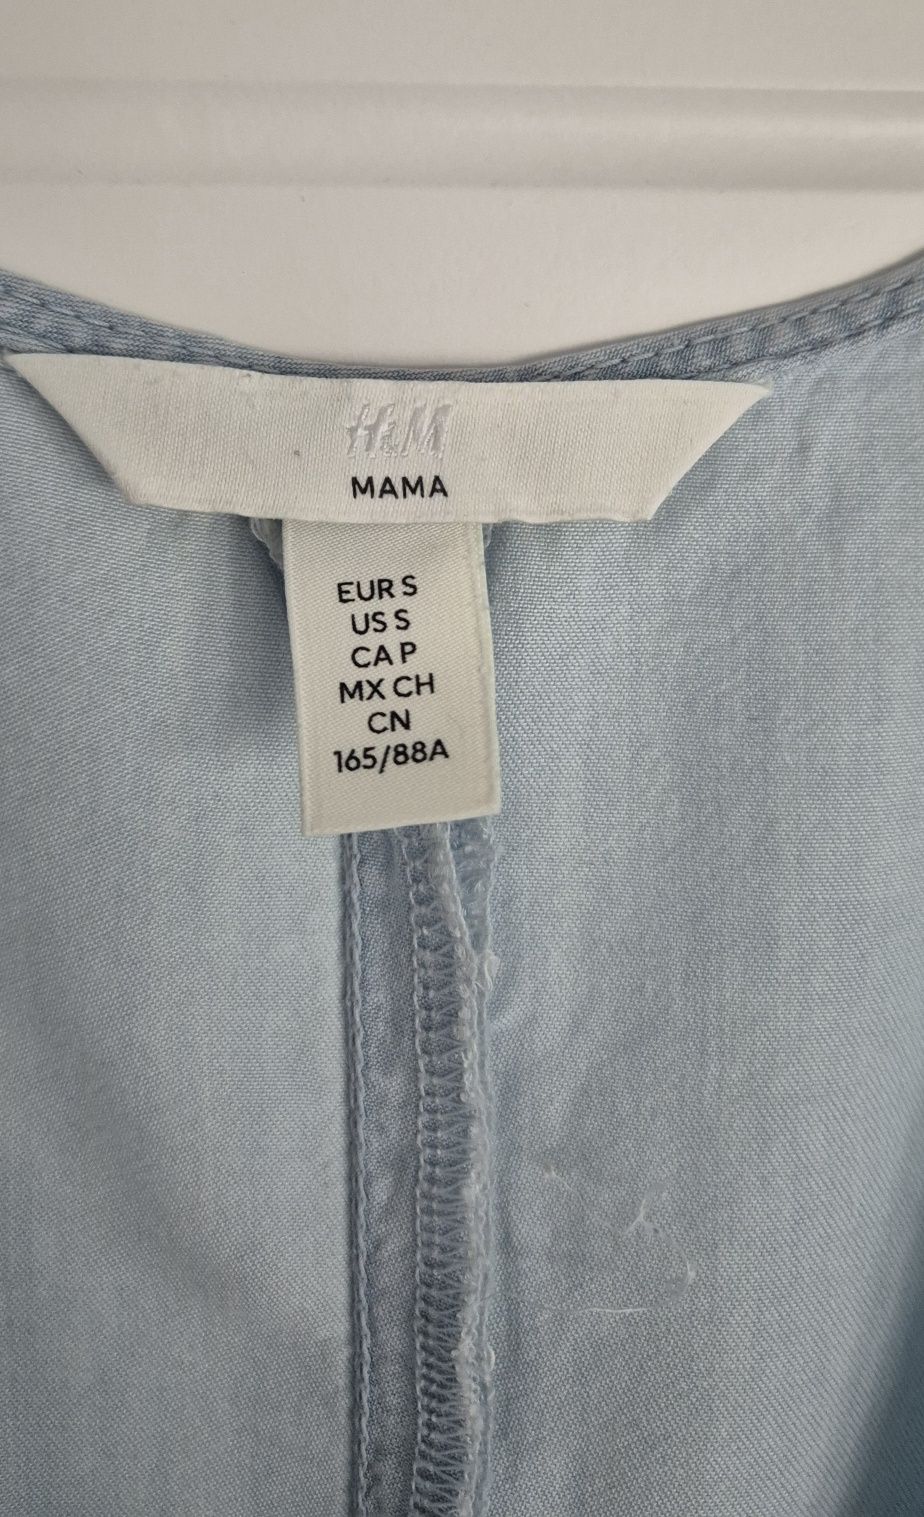 H&M
MAMA
EUR S
US S
CA P
MX CH
CN
165/88A